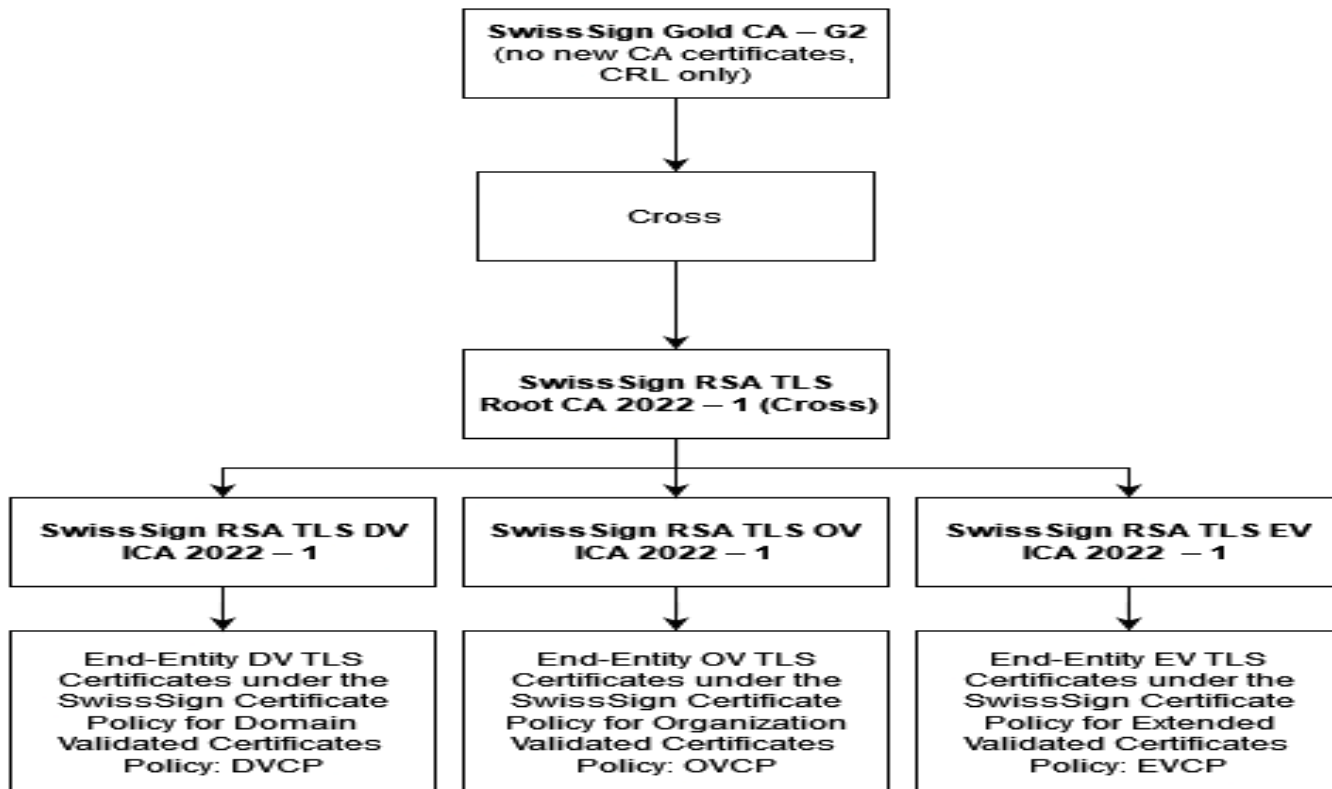 SwissSign Gold CA – G2
(no new CA certificates,
CRL only)
Cross
SwissSign RSA TLS
Root CA 2022 – 1 (Cross)
SwissSign RSA TLS DV
ICA 2022 – 1
SwissSign RSA TLS OV
ICA 2022 – 1
SwissSign RSA TLS EV
ICA 2022 – 1
End-Entity DV TLS
Certificates under the
SwissSign Certificate
Policy for Domain
Validated Certificates
Policy: DVCP
End-Entity OV TLS
Certificates under the
SwissSign Certificate
Policy for Organization
Validated Certificates
Policy: OVCP
End-Entity EV TLS
Certificates under the
SwissSign Certificate
Policy for Extended
Validated Certificates
Policy: EVCP